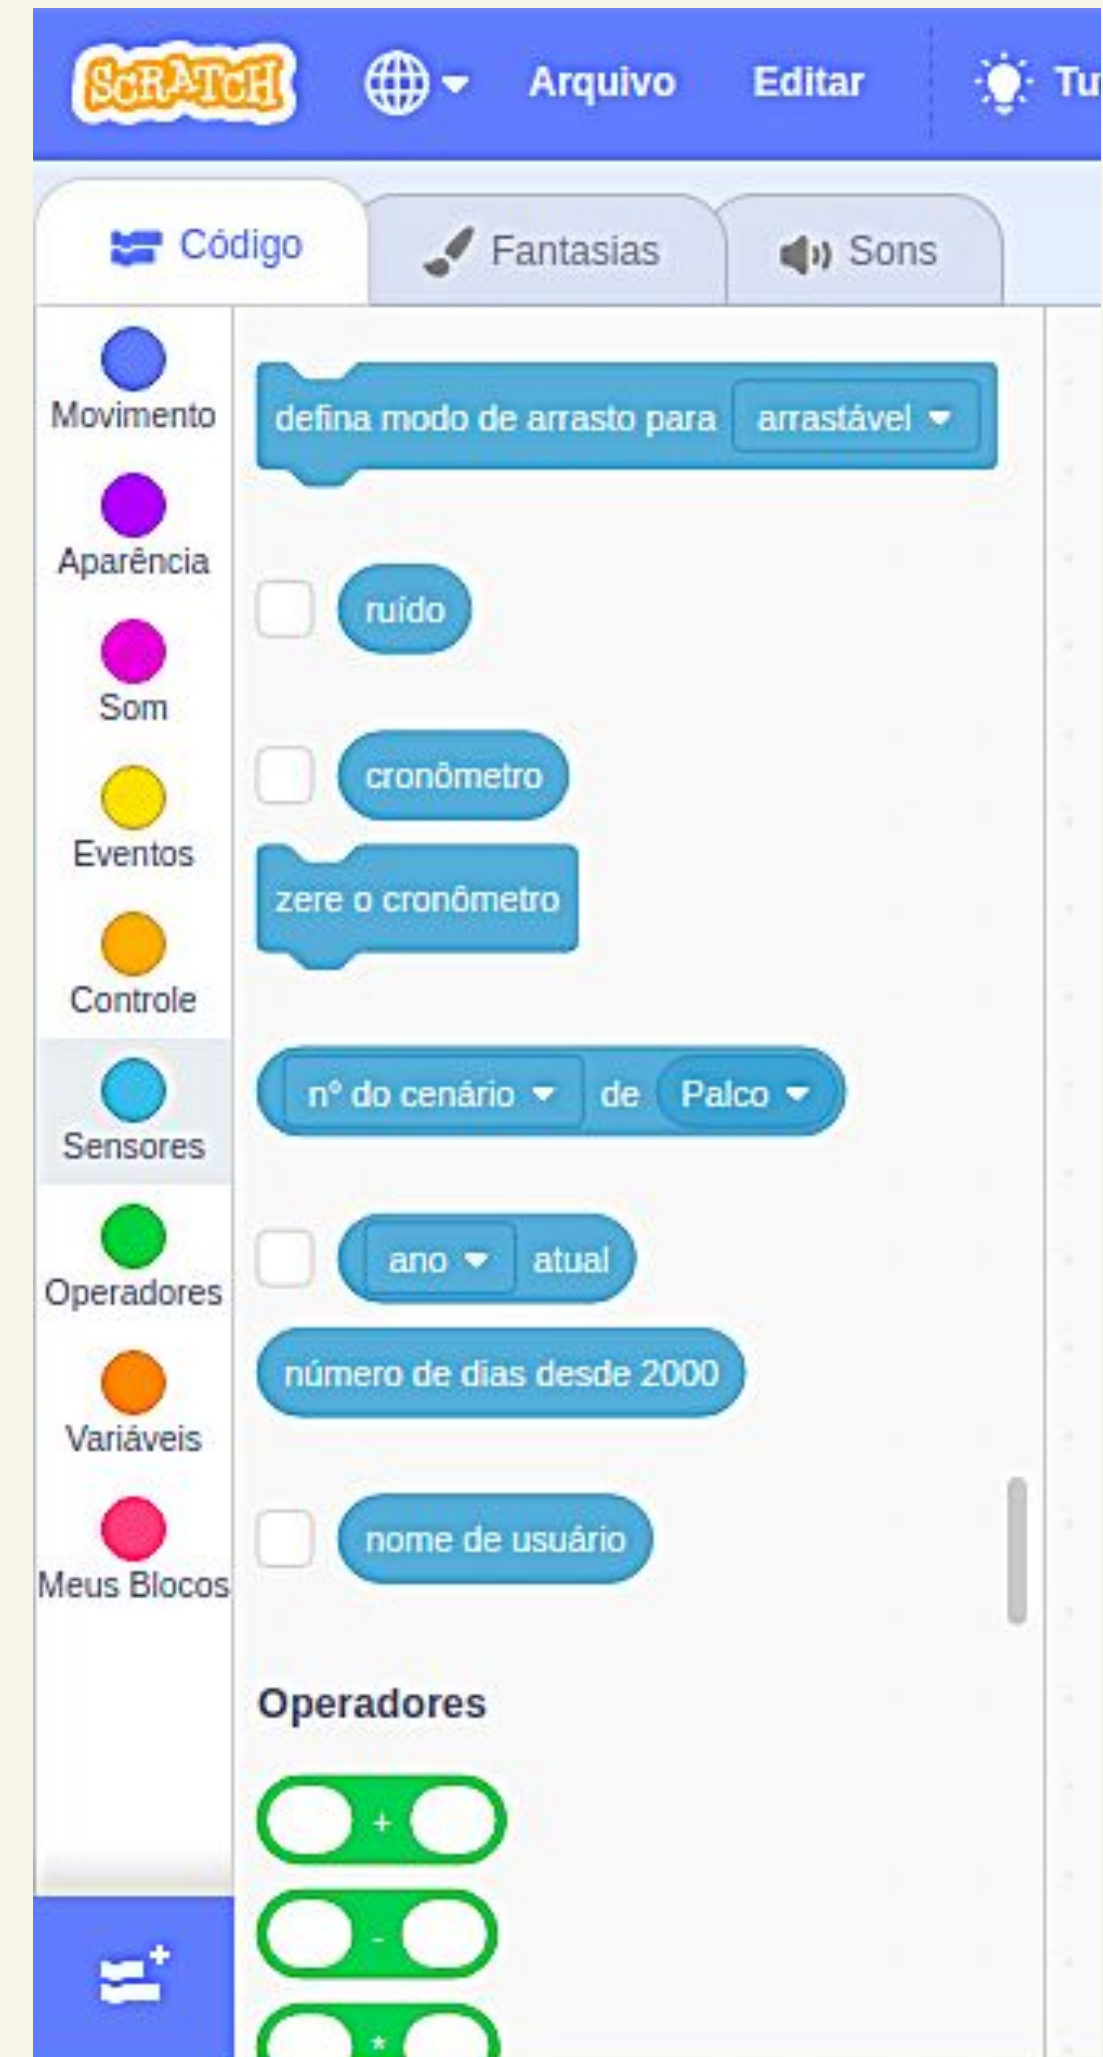 SCRATCH Arquivo Editar
Código Fantasias Sons
Movimento
Aparência
Som
Eventos
Controle
Sensores
Operadores
Variáveis
Meus Blocos
defina modo de arrasto para arrastável
ruído
cronômetro
zere o cronômetro
nº do cenário de Palco
ano atual
número de dias desde 2000
nome de usuário
Operadores
+
-
*